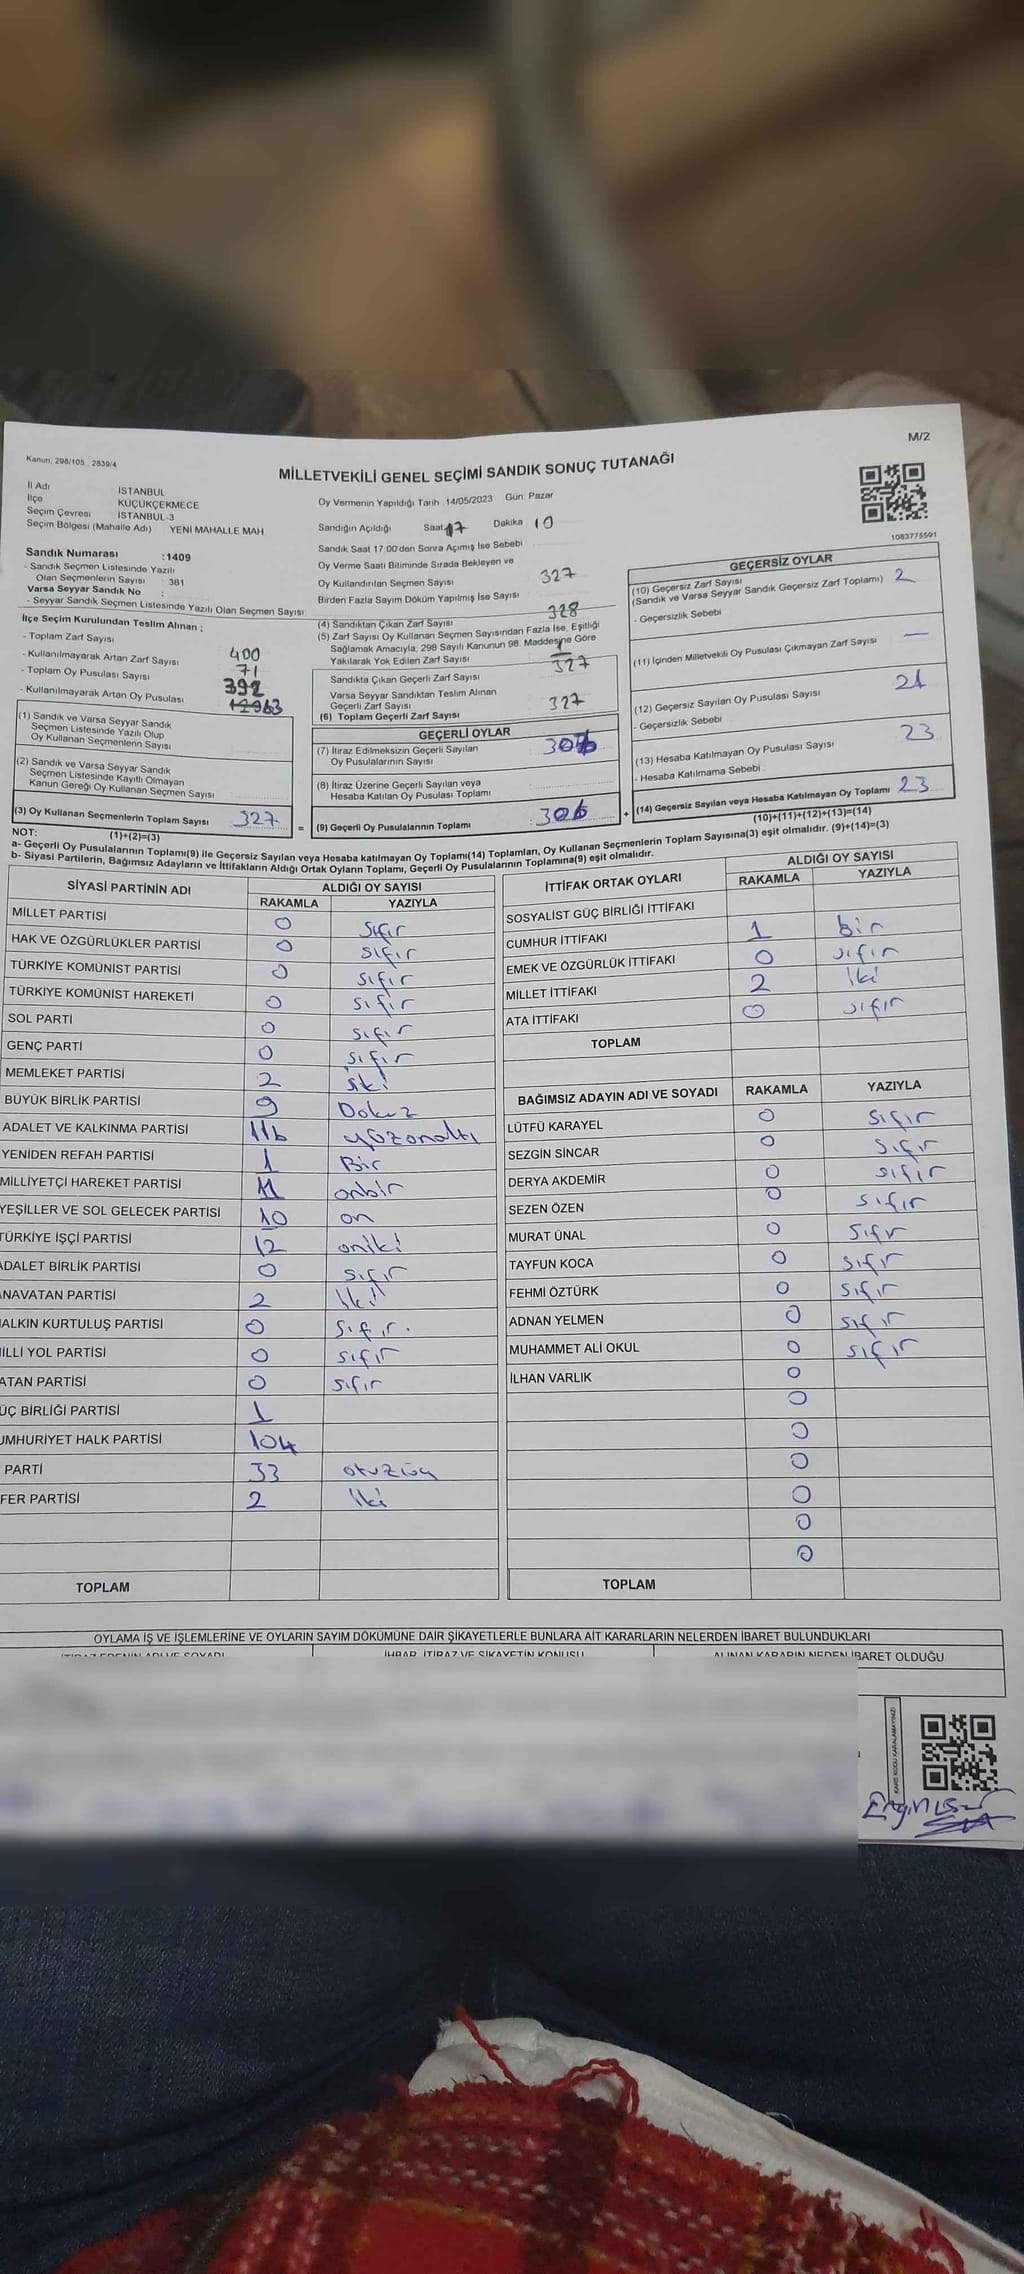 M/2
Kanun, 298/105 , 2839/4
MİLLETVEKİLİ GENEL SEÇİMİ SANDIK SONUÇ TUTANAĞI
İl Adı İSTANBUL
İlçe KÜÇÜKÇEKMECE
Seçim Çevresi İSTANBUL-3
Seçim Bölgesi (Mahalle Adı) YENİ MAHALLE MAH.
Sandık Numarası :1409
- Sandık Seçmen Listesinde Yazılı
Olan Seçmenlerin Sayısı : 381
Varsa Seyyar Sandık No :
- Seyyar Sandık Seçmen Listesinde Yazılı Olan Seçmen Sayısı
İlçe Seçim Kurulundan Teslim Alınan ;
- Toplam Zarf Sayısı 400
- Kullanılmayarak Artan Zarf Sayısı 71
- Toplam Oy Pusulası Sayısı 392
- Kullanılmayarak Artan Oy Pusulası 63
(1) Sandık ve Varsa Seyyar Sandık
Seçmen Listesinde Yazılı Olup
Oy Kullanan Seçmenlerin Sayısı
(2) Sandık ve Varsa Seyyar Sandık
Seçmen Listesinde Kayıtlı Olmayan
Kanun Gereği Oy Kullanan Seçmen Sayısı
(3) Oy Kullanan Seçmenlerin Toplam Sayısı 327
(1)+(2)=(3)
Oy Vermenin Yapıldığı Tarih :14/05/2023 Gün: Pazar
Sandığın Açıldığı Saat 17 Dakika 10
Sandık Saat 17:00'den Sonra Açımış İse Sebebi
Oy Verme Saati Bitiminde Sırada Bekleyen ve
Oy Kullandırılan Seçmen Sayısı 327
Birden Fazla Sayım Döküm Yapılmış İse Sayısı
(4) Sandıktan Çıkan Zarf Sayısı 328
(5) Zarf Sayısı Oy Kullanan Seçmen Sayısından Fazla İse, Eşitliği
Sağlamak Amacıyla, 298 Sayılı Kanunun 98. Maddesine Göre
Yakılarak Yok Edilen Zarf Sayısı 1
Sandıkta Çıkan Geçerli Zarf Sayısı 327
Varsa Seyyar Sandıktan Teslim Alınan
Geçerli Zarf Sayısı
(6) Toplam Geçerli Zarf Sayısı 327
GEÇERLİ OYLAR
(7) İtiraz Edilmeksizin Geçerli Sayılan
Oy Pusulalarının Sayısı 306
(8) İtiraz Üzerine Geçerli Sayılan veya
Hesaba Katılan Oy Pusulası Toplamı
= (9) Geçerli Oy Pusulalarının Toplamı 306 +
1083775591
GEÇERSİZ OYLAR
(10) Geçersiz Zarf Sayısı
(Sandık ve Varsa Seyyar Sandık Geçersiz Zarf Toplamı) 2
- Geçersizlik Sebebi
(11) İçinden Milletvekili Oy Pusulası Çıkmayan Zarf Sayısı —
(12) Geçersiz Sayılan Oy Pusulası Sayısı 21
- Geçersizlik Sebebi
(13) Hesaba Katılmayan Oy Pusulası Sayısı 23
- Hesaba Katılmama Sebebi
(14) Geçersiz Sayılan veya Hesaba Katılmayan Oy Toplamı 23
(10)+(11)+(12)+(13)=(14)
NOT:
a- Geçerli Oy Pusulalarının Toplamı(9) ile Geçersiz Sayılan veya Hesaba katılmayan Oy Toplamı(14) Toplamları, Oy Kullanan Seçmenlerin Toplam Sayısına(3) eşit olmalıdır. (9)+(14)=(3)
b- Siyasi Partilerin, Bağımsız Adayların ve İttifakların Aldığı Ortak Oyların Toplamı, Geçerli Oy Pusulalarının Toplamına(9) eşit olmalıdır.
SİYASİ PARTİNİN ADI ALDIĞI OY SAYISI
RAKAMLA YAZIYLA
MİLLET PARTİSİ 0 sıfır
HAK VE ÖZGÜRLÜKLER PARTİSİ 0 sıfır
TÜRKİYE KOMÜNİST PARTİSİ 0 sıfır
TÜRKİYE KOMÜNİST HAREKETİ 0 sıfır
SOL PARTİ 0 sıfır
GENÇ PARTİ 0 sıfır
MEMLEKET PARTİSİ 2 iki
BÜYÜK BİRLİK PARTİSİ 9 Dokuz
ADALET VE KALKINMA PARTİSİ 116 yüzonaltı
YENİDEN REFAH PARTİSİ 1 Bir
MİLLİYETÇİ HAREKET PARTİSİ 11 onbir
YEŞİLLER VE SOL GELECEK PARTİSİ 10 on
TÜRKİYE İŞÇİ PARTİSİ 12 oniki
ADALET BİRLİK PARTİSİ 0 sıfır
NAVATAN PARTİSİ 2 iki
ALKIN KURTULUŞ PARTİSİ 0 sıfır.
İLLİ YOL PARTİSİ 0 sıfır
ATAN PARTİSİ 0 sıfır
ÜÇ BİRLİĞİ PARTİSİ 1
UMHURİYET HALK PARTİSİ 104
PARTİ 33 otuzüç
FER PARTİSİ 2 iki
TOPLAM
İTTİFAK ORTAK OYLARI ALDIĞI OY SAYISI
RAKAMLA YAZIYLA
SOSYALİST GÜÇ BİRLİĞİ İTTİFAKI
CUMHUR İTTİFAKI 1 bir
EMEK VE ÖZGÜRLÜK İTTİFAKI 0 sıfır
MİLLET İTTİFAKI 2 iki
ATA İTTİFAKI 0 sıfır
TOPLAM
BAĞIMSIZ ADAYIN ADI VE SOYADI RAKAMLA YAZIYLA
LÜTFÜ KARAYEL 0 sıfır
SEZGİN SİNCAR 0 sıfır
DERYA AKDEMİR 0 sıfır
SEZEN ÖZEN 0 sıfır
MURAT ÜNAL 0 sıfır
TAYFUN KOCA 0 sıfır
FEHMİ ÖZTÜRK 0 sıfır
ADNAN YELMEN 0 sıfır
MUHAMMET ALİ OKUL 0 sıfır
İLHAN VARLIK 0
0
0
0
0
0
0
TOPLAM
OYLAMA İŞ VE İŞLEMLERİNE VE OYLARIN SAYIM DÖKÜMÜNE DAİR ŞİKAYETLERLE BUNLARA AİT KARARLARIN NELERDEN İBARET BULUNDUKLARI
İTİRAZ EDENİN ADI VE SOYADI İHBAR, İTİRAZ VE ŞİKAYETİN KONUSU ALINAN KARARIN NEDEN İBARET OLDUĞU
KARE KODU KARALAMAYINIZ!